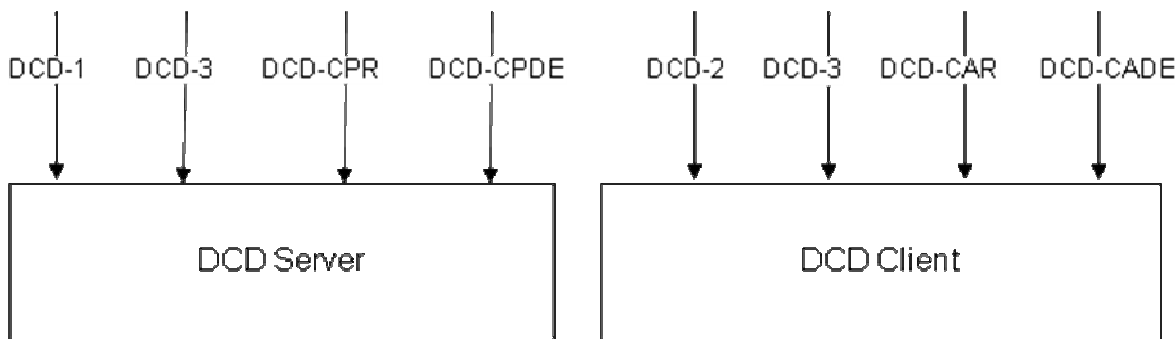 DCD-1 DCD-3 DCD-CPR DCD-CPDE DCD-2 DCD-3 DCD-CAR DCD-CADE
DCD Server DCD Client